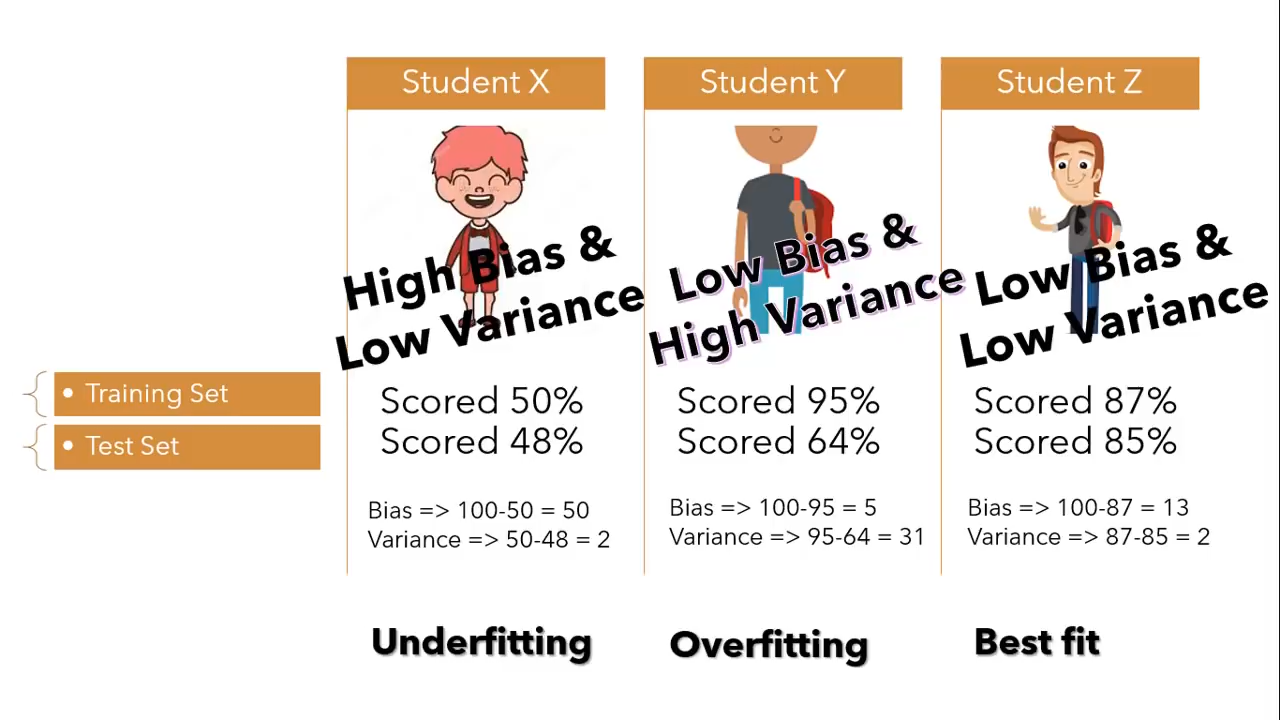 Student X
Student Y
Student Z
High Bias &
Low Variance
Low Bias &
High Variance
Low Bias &
Low Variance
• Training Set
Scored 50%
Scored 95%
Scored 87%
• Test Set
Scored 48%
Scored 64%
Scored 85%
Bias => 100-50 = 50
Variance => 50-48 = 2
Bias => 100-95 = 5
Variance => 95-64 = 31
Bias => 100-87 = 13
Variance => 87-85 = 2
Underfitting
Overfitting
Best fit